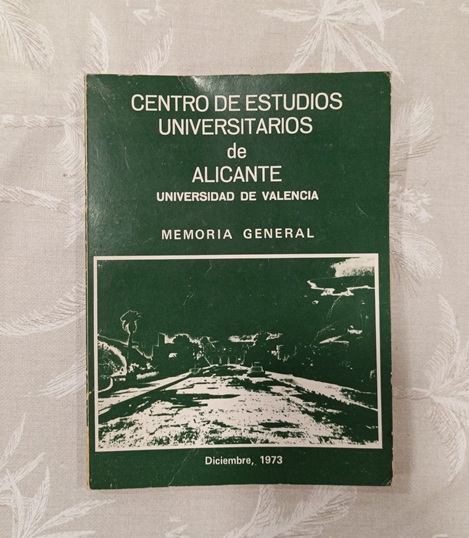 CENTRO DE ESTUDIOS
UNIVERSITARIOS
de
ALICANTE
UNIVERSIDAD DE VALENCIA
MEMORIA GENERAL
Diciembre, 1973